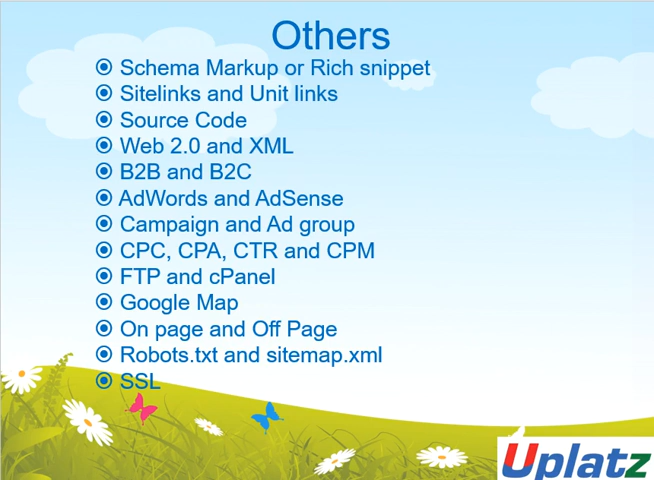 Others
Schema Markup or Rich snippet
Sitelinks and Unit links
Source Code
Web 2.0 and XML
B2B and B2C
AdWords and AdSense
Campaign and Ad group
CPC, CPA, CTR and CPM
FTP and cPanel
Google Map
On page and Off Page
Robots.txt and sitemap.xml
SSL
Uplatz